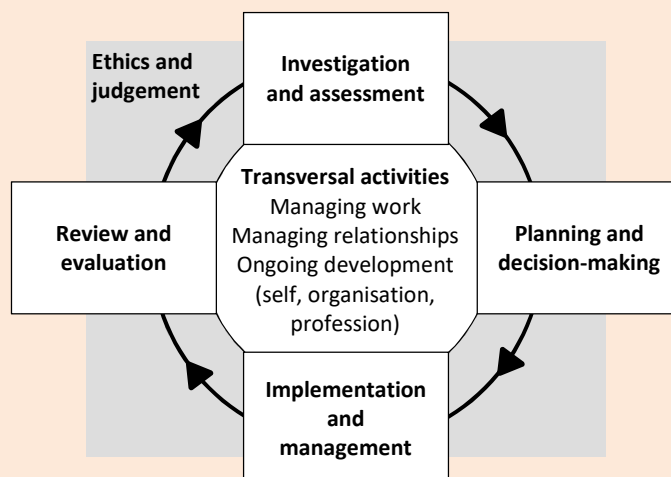 Ethics and
judgement
Investigation
and assessment
Transversal activities
Managing work
Managing relationships
Ongoing development
(self, organisation,
profession)
Review and
evaluation
Planning and
decision-making
Implementation
and
management